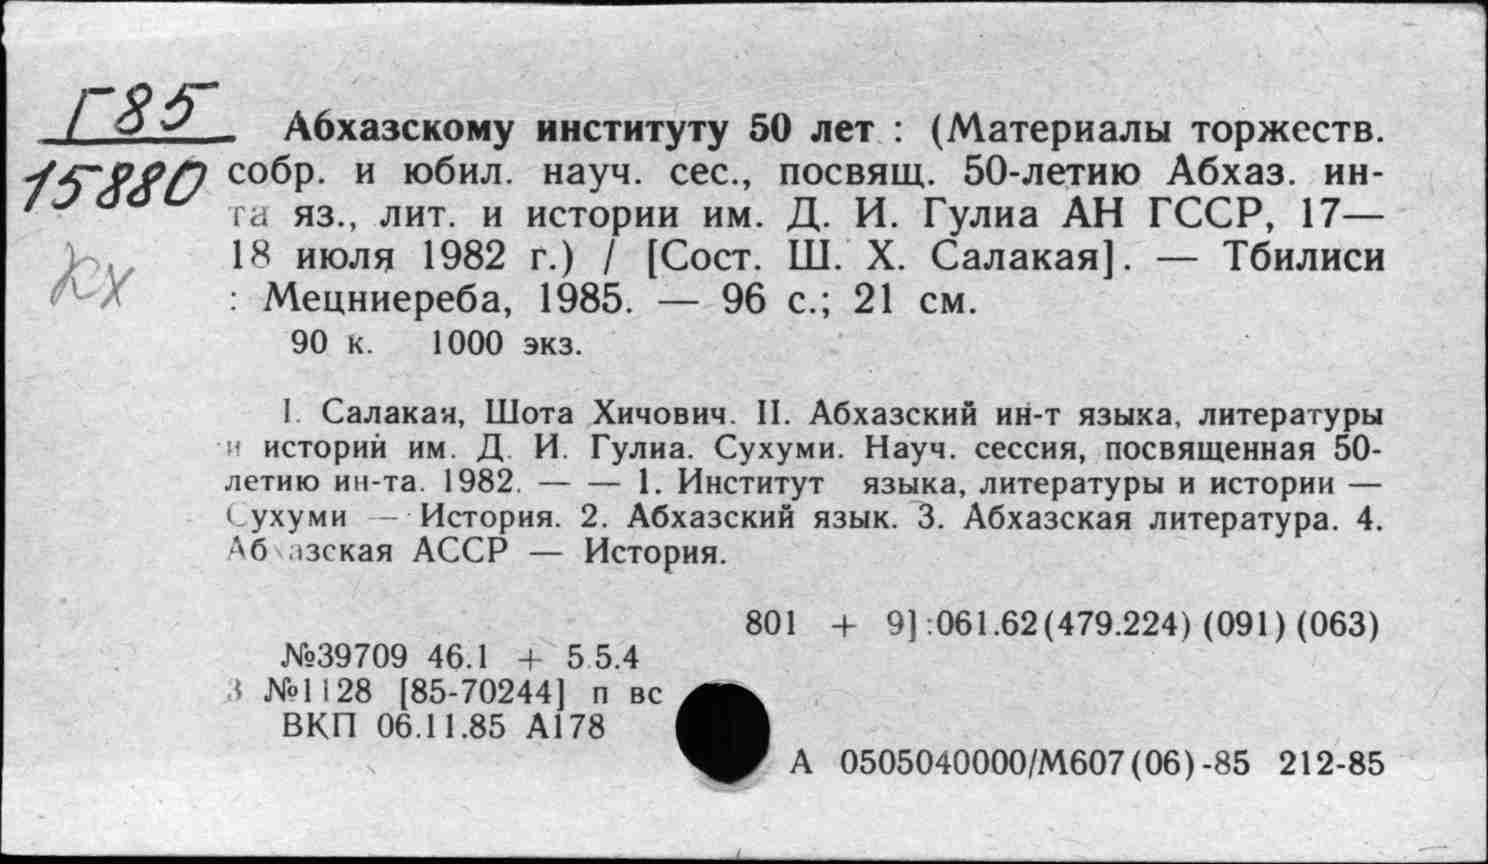 Г85
15880
кх
Абхазскому институту 50 лет : (Материалы торжеств.
собр. и юбил. науч. сес., посвящ. 50-летию Абхаз. ин-
та яз., лит. и истории им. Д. И. Гулиа АН ГССР, 17—
18 июля 1982 г.) / [Сост. Ш. Х. Салакая]. — Тбилиси
: Мецниереба, 1985. — 96 с.; 21 см.
90 к. 1000 экз.
I. Салакая, Шота Хичович. II. Абхазский ин-т языка, литературы
и истории им. Д. И. Гулиа. Сухуми. Науч. сессия, посвященная 50-
летию ин-та. 1982. — — 1. Институт языка, литературы и истории —
Сухуми — История. 2. Абхазский язык. 3. Абхазская литература. 4.
Абхазская АССР — История.
801 + 9]:061.62(479.224)(091)(063)
№39709 46.1 + 5.5.4
3 №1128 [85-70244] п вс
ВКП 06.11.85 А178
А 0505040000/М607(06)-85 212-85